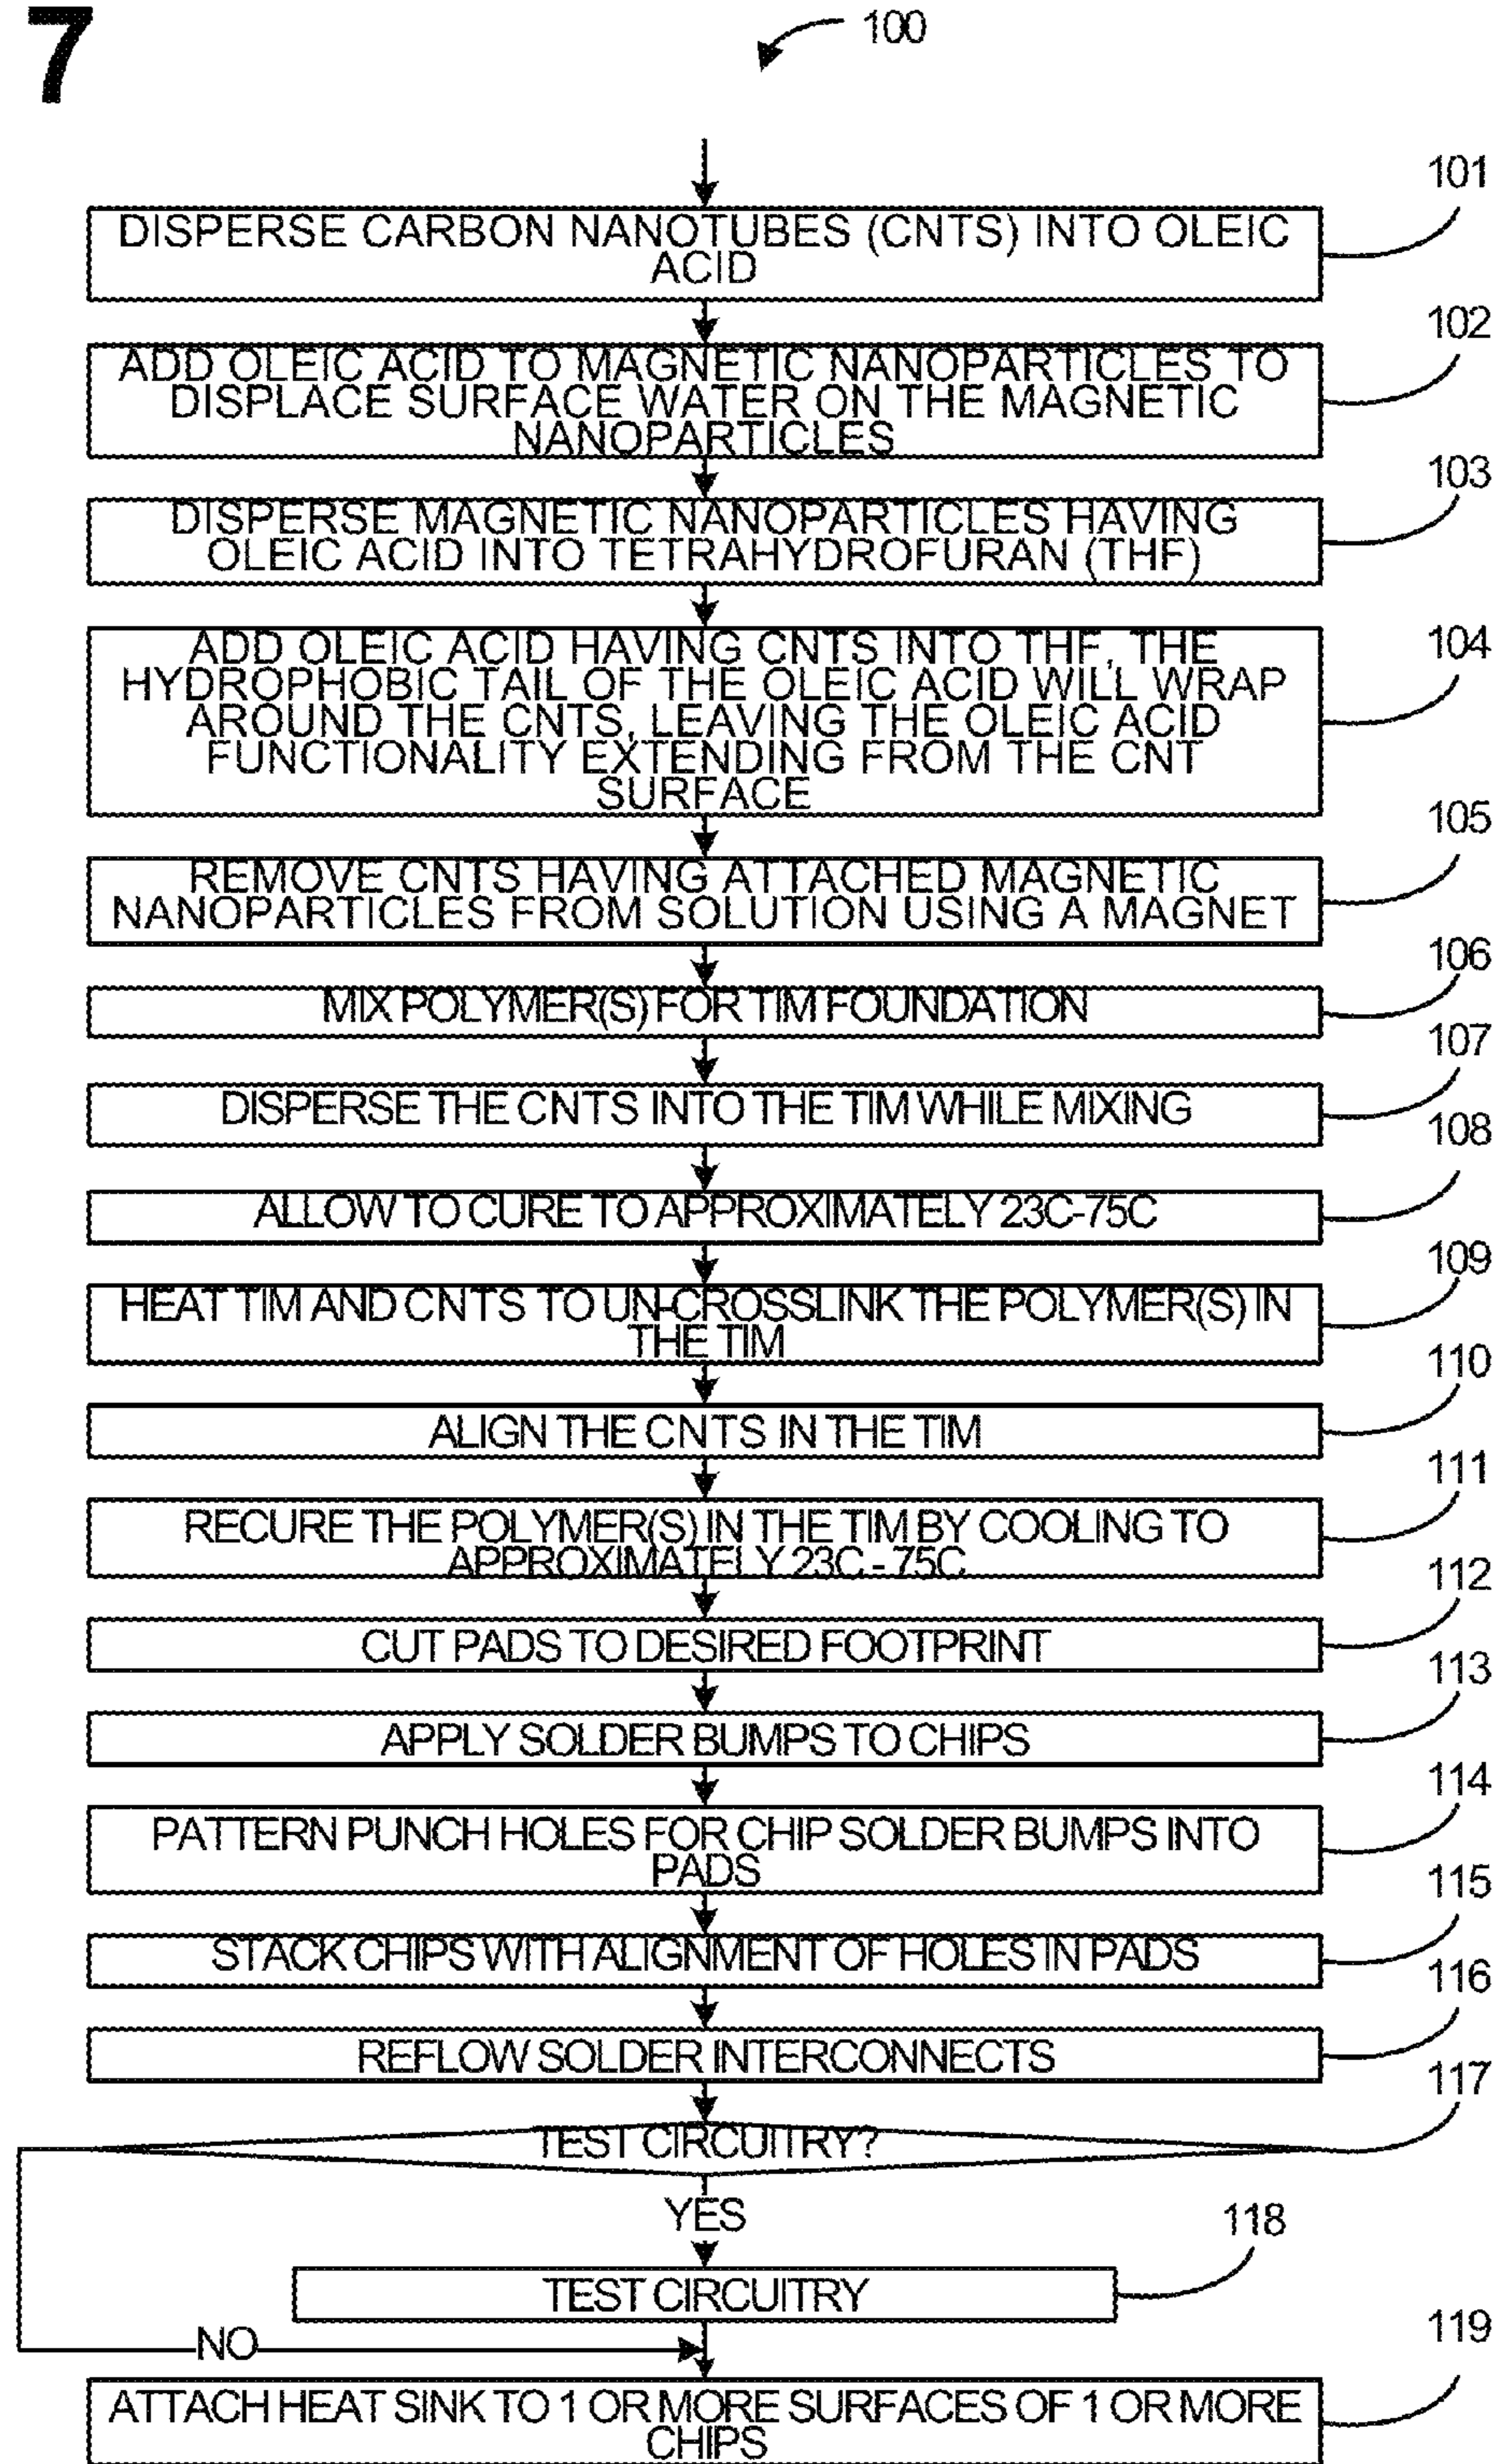 7
100
101
DISPERSE CARBON NANOTUBES (CNTS) INTO OLEIC
ACID
102
ADD OLEIC ACID TO MAGNETIC NANOPARTICLES TO
DISPLACE SURFACE WATER ON THE MAGNETIC
NANOPARTICLES
103
DISPERSE MAGNETIC NANOPARTICLES HAVING
OLEIC ACID INTO TETRAHYDROFURAN (THF)
104
ADD OLEIC ACID HAVING CNTS INTO THF, THE
HYDROPHOBIC TAIL OF THE OLEIC ACID WILL WRAP
AROUND THE CNTS, LEAVING THE OLEIC ACID
FUNCTIONALITY EXTENDING FROM THE CNT
SURFACE
105
REMOVE CNTS HAVING ATTACHED MAGNETIC
NANOPARTICLES FROM SOLUTION USING A MAGNET
106
MIX POLYMER(S) FOR TIM FOUNDATION
107
DISPERSE THE CNTS INTO THE TIM WHILE MIXING
108
ALLOW TO CURE TO APPROXIMATELY 23C-75C
109
HEAT TIM AND CNTS TO UN-CROSSLINK THE POLYMER(S) IN
THE TIM
110
ALIGN THE CNTS IN THE TIM
111
RECURE THE POLYMER(S) IN THE TIM BY COOLING TO
APPROXIMATELY 23C - 75C
112
CUT PADS TO DESIRED FOOTPRINT
113
APPLY SOLDER BUMPS TO CHIPS
114
PATTERN PUNCH HOLES FOR CHIP SOLDER BUMPS INTO
PADS
115
STACK CHIPS WITH ALIGNMENT OF HOLES IN PADS
116
REFLOW SOLDER INTERCONNECTS
117
TEST CIRCUITRY?
YES
118
TEST CIRCUITRY
NO
119
ATTACH HEAT SINK TO 1 OR MORE SURFACES OF 1 OR MORE
CHIPS